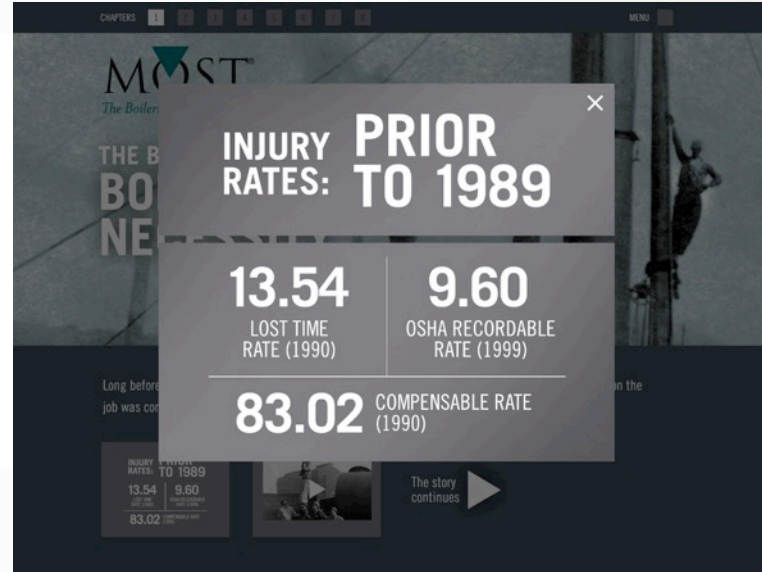 CHAPTERS 1 2 3 4 5 6 7 8
MENU
MOST®
The Boiler
THE B
BO
NE
×
INJURY RATES: PRIOR TO 1989
13.54
LOST TIME
RATE (1990)
9.60
OSHA RECORDABLE
RATE (1999)
83.02 COMPENSABLE RATE
(1990)
Long before
on the
job was con
INJURY RATES: PRIOR TO 1989
13.54
9.60
83.02
The story
continues